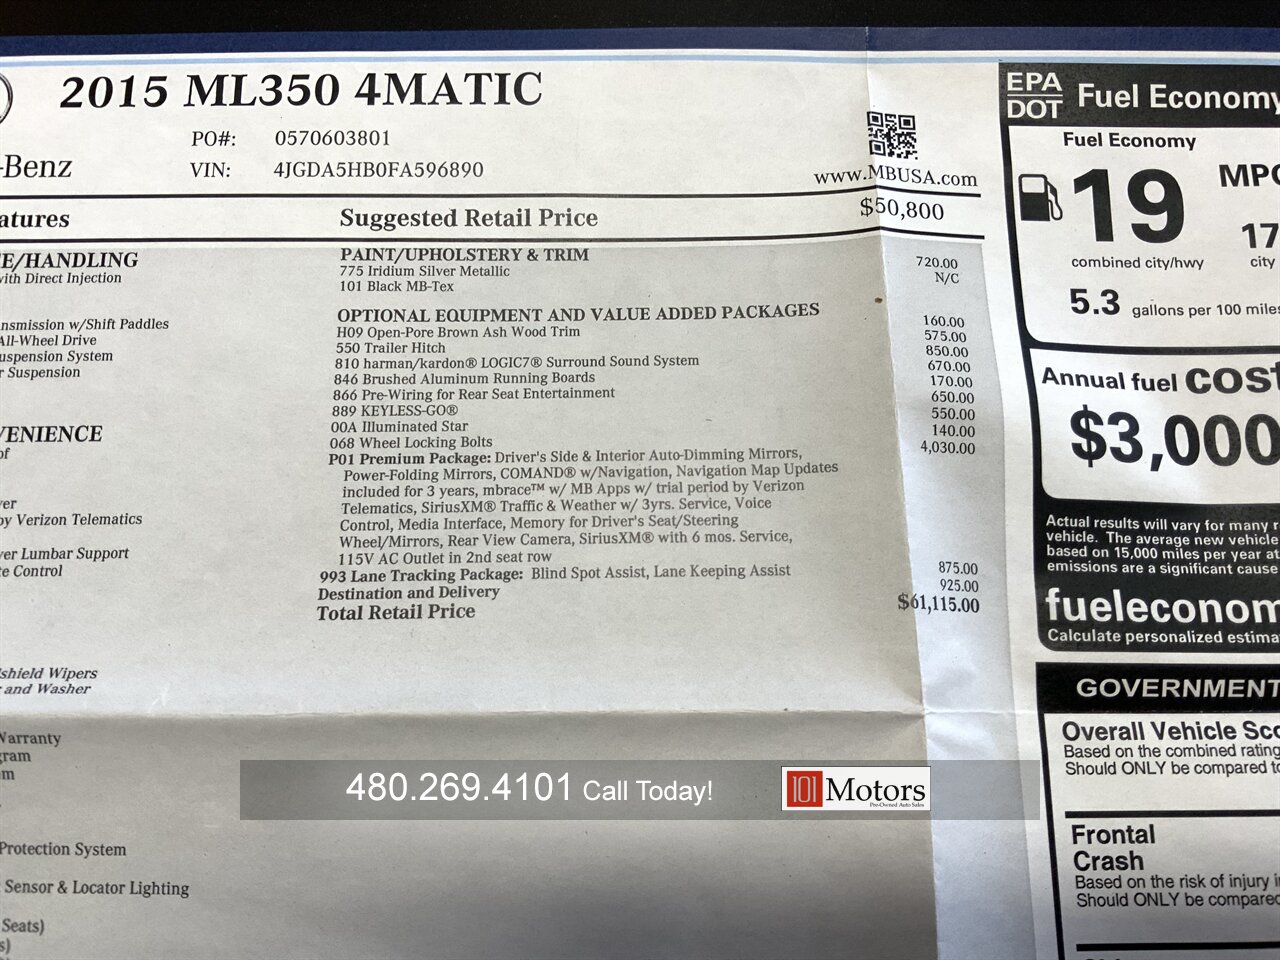 2015 ML350 4MATIC
PO#: 0570603801
-Benz
VIN: 4JGDA5HB0FA596890
www.MBUSA.com
atures
Suggested Retail Price $50,800
E/HANDLING
with Direct Injection
nsmission w/Shift Paddles
All-Wheel Drive
uspension System
r Suspension
VENIENCE
of
ver
by Verizon Telematics
ver Lumbar Support
te Control
shield Wipers
r and Washer
Warranty
gram
m
Protection System
Sensor & Locator Lighting
Seats)
s)
PAINT/UPHOLSTERY & TRIM
775 Iridium Silver Metallic 720.00
101 Black MB-Tex N/C
OPTIONAL EQUIPMENT AND VALUE ADDED PACKAGES
H09 Open-Pore Brown Ash Wood Trim 160.00
550 Trailer Hitch 575.00
810 harman/kardon® LOGIC7® Surround Sound System 850.00
846 Brushed Aluminum Running Boards 670.00
866 Pre-Wiring for Rear Seat Entertainment 170.00
889 KEYLESS-GO® 650.00
00A Illuminated Star 550.00
068 Wheel Locking Bolts 140.00
P01 Premium Package: Driver's Side & Interior Auto-Dimming Mirrors, 4,030.00
Power-Folding Mirrors, COMAND® w/Navigation, Navigation Map Updates
included for 3 years, mbrace™ w/ MB Apps w/ trial period by Verizon
Telematics, SiriusXM® Traffic & Weather w/ 3yrs. Service, Voice
Control, Media Interface, Memory for Driver's Seat/Steering
Wheel/Mirrors, Rear View Camera, SiriusXM® with 6 mos. Service,
115V AC Outlet in 2nd seat row
993 Lane Tracking Package: Blind Spot Assist, Lane Keeping Assist 875.00
Destination and Delivery 925.00
Total Retail Price $61,115.00
EPA
DOT
Fuel Economy
Fuel Economy
19 MPG
combined city/hwy
17
city
5.3 gallons per 100 miles
Annual fuel cost
$3,000
Actual results will vary for many r
vehicle. The average new vehicle
based on 15,000 miles per year at
emissions are a significant cause
fueleconom
Calculate personalized estima
GOVERNMENT
Overall Vehicle Sco
Based on the combined rating
Should ONLY be compared to
Frontal
Crash
Based on the risk of injury i
Should ONLY be compared
480.269.4101 Call Today!
101 Motors
Pre-Owned Auto Sales